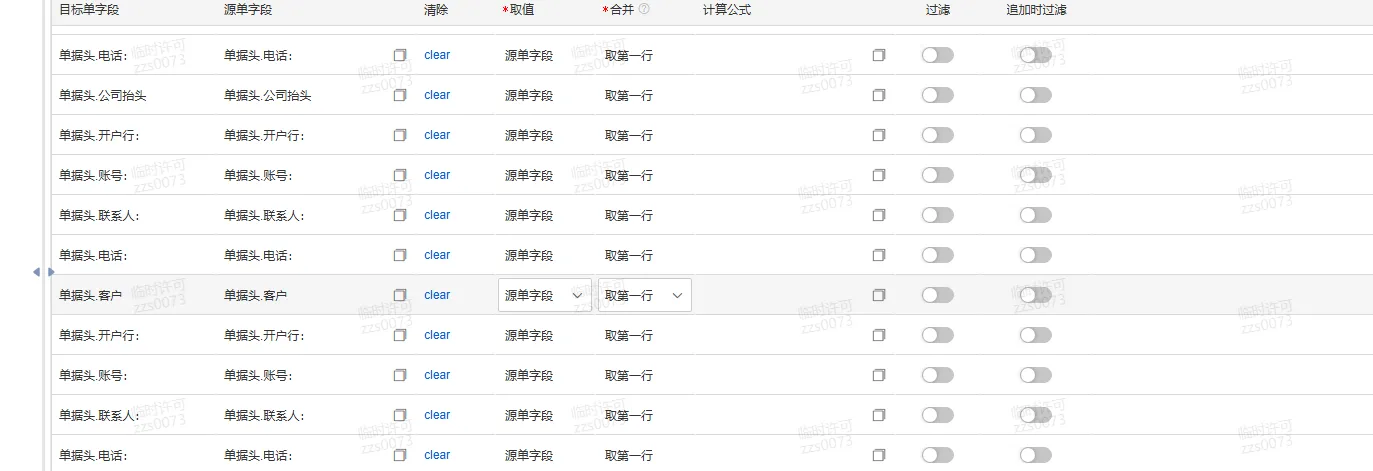 目标单字段 源单字段 清除 *取值 *合并 计算公式 过滤 追加时过滤
单据头.电话: 单据头.电话: clear 源单字段 取第一行
单据头.公司抬头 单据头.公司抬头 clear 源单字段 取第一行
单据头.开户行: 单据头.开户行: clear 源单字段 取第一行
单据头.账号: 单据头.账号: clear 源单字段 取第一行
单据头.联系人: 单据头.联系人: clear 源单字段 取第一行
单据头.电话: 单据头.电话: clear 源单字段 取第一行
单据头.客户 单据头.客户 clear 源单字段 取第一行
单据头.开户行: 单据头.开户行: clear 源单字段 取第一行
单据头.账号: 单据头.账号: clear 源单字段 取第一行
单据头.联系人: 单据头.联系人: clear 源单字段 取第一行
单据头.电话: 单据头.电话: clear 源单字段 取第一行
临时许可
zzs0073